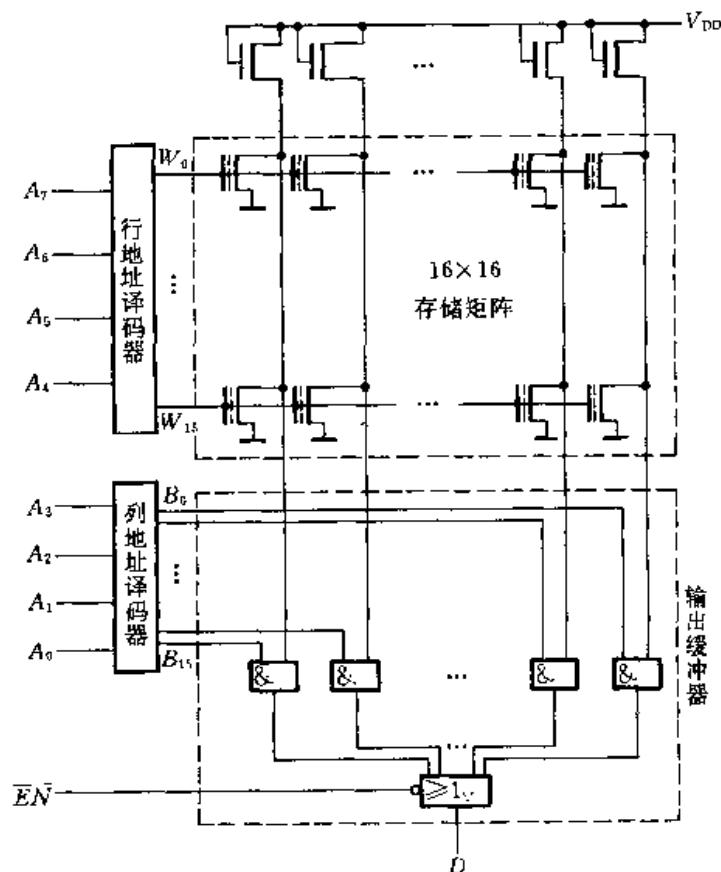 V_DD
...
W_0
A_7
A_6
A_5
A_4
行地址译码器
⋮
...
16×16
存储矩阵
...
W_15
A_3
A_2
A_1
A_0
列地址译码器
B_0
⋮
B_15
...
输出缓冲器
&
&
...
&
&
...
≥1
EN̅
D